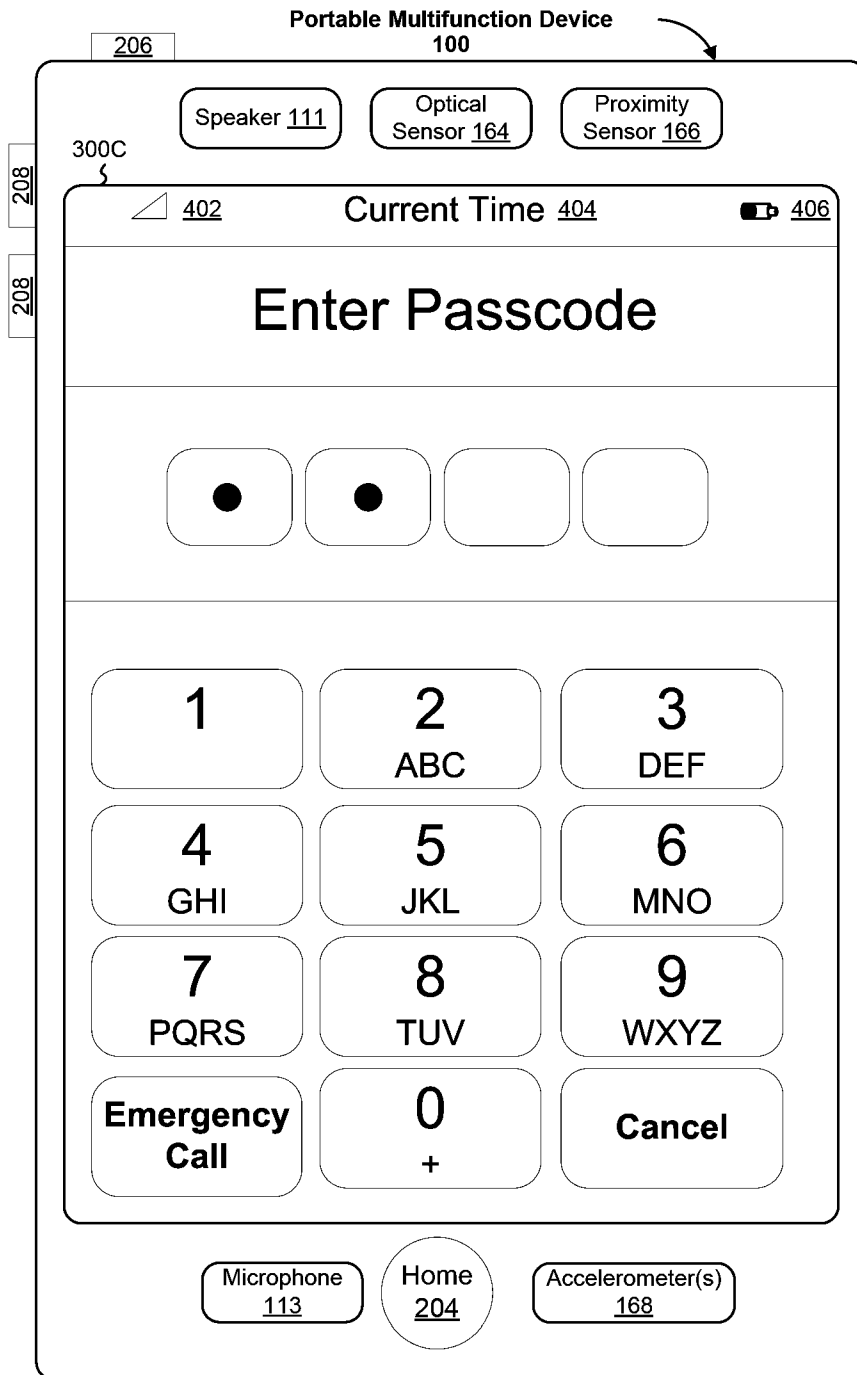 Portable Multifunction Device
100
206
Speaker 111
Optical
Sensor 164
Proximity
Sensor 166
300C
208
208
402
Current Time 404
406
Enter Passcode
1
2
ABC
3
DEF
4
GHI
5
JKL
6
MNO
7
PQRS
8
TUV
9
WXYZ
Emergency
Call
0
+
Cancel
Microphone
113
Home
204
Accelerometer(s)
168